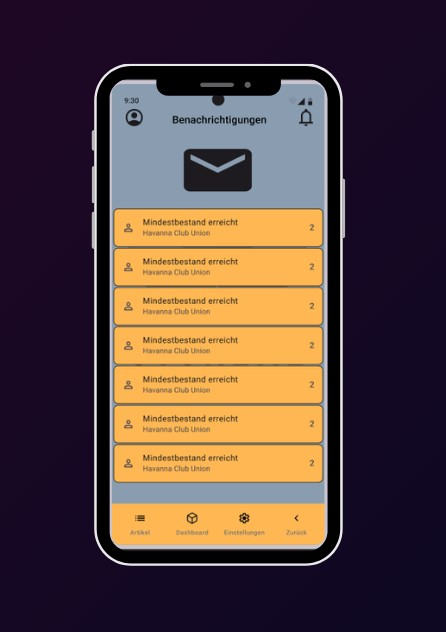 9:30
Benachrichtigungen
Mindestbestand erreicht
Havanna Club Union
2
Mindestbestand erreicht
Havanna Club Union
2
Mindestbestand erreicht
Havanna Club Union
2
Mindestbestand erreicht
Havanna Club Union
2
Mindestbestand erreicht
Havanna Club Union
2
Mindestbestand erreicht
Havanna Club Union
2
Mindestbestand erreicht
Havanna Club Union
2
Artikel Dashboard Einstellungen Zurück